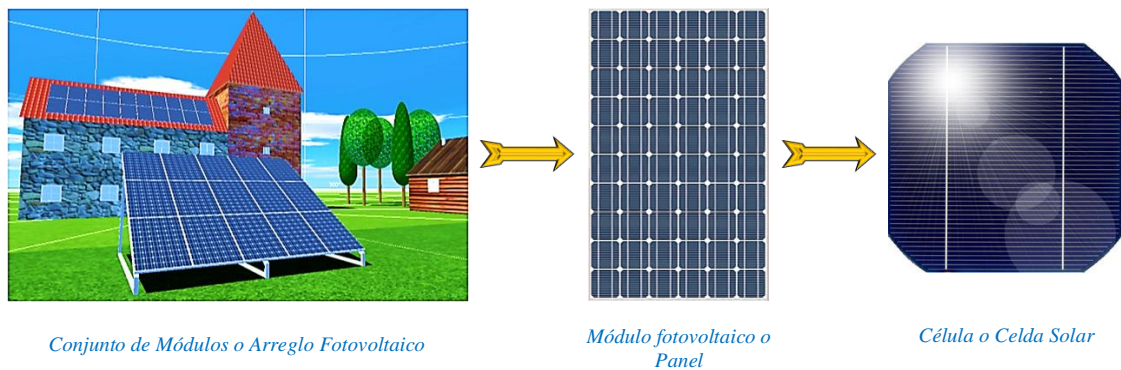 Conjunto de Módulos o Arreglo Fotovoltaico
Módulo fotovoltaico o
Panel
Célula o Celda Solar